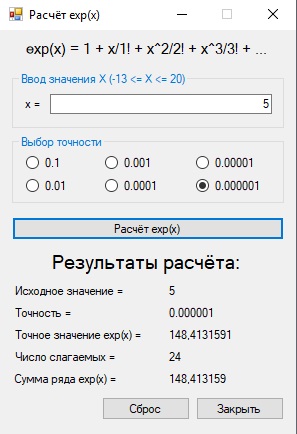 Расчёт exp(x)
exp(x) = 1 + x/1! + x^2/2! + x^3/3! + ...
Ввод значения X (-13 <= X <= 20)
x = 5
Выбор точности
0.1 0.001 0.00001
0.01 0.0001 0.000001
Расчёт exp(x)
Результаты расчёта:
Исходное значение = 5
Точность = 0.000001
Точное значение exp(x) = 148,4131591
Число слагаемых = 24
Сумма ряда exp(x) = 148,413159
Сброс Закрыть